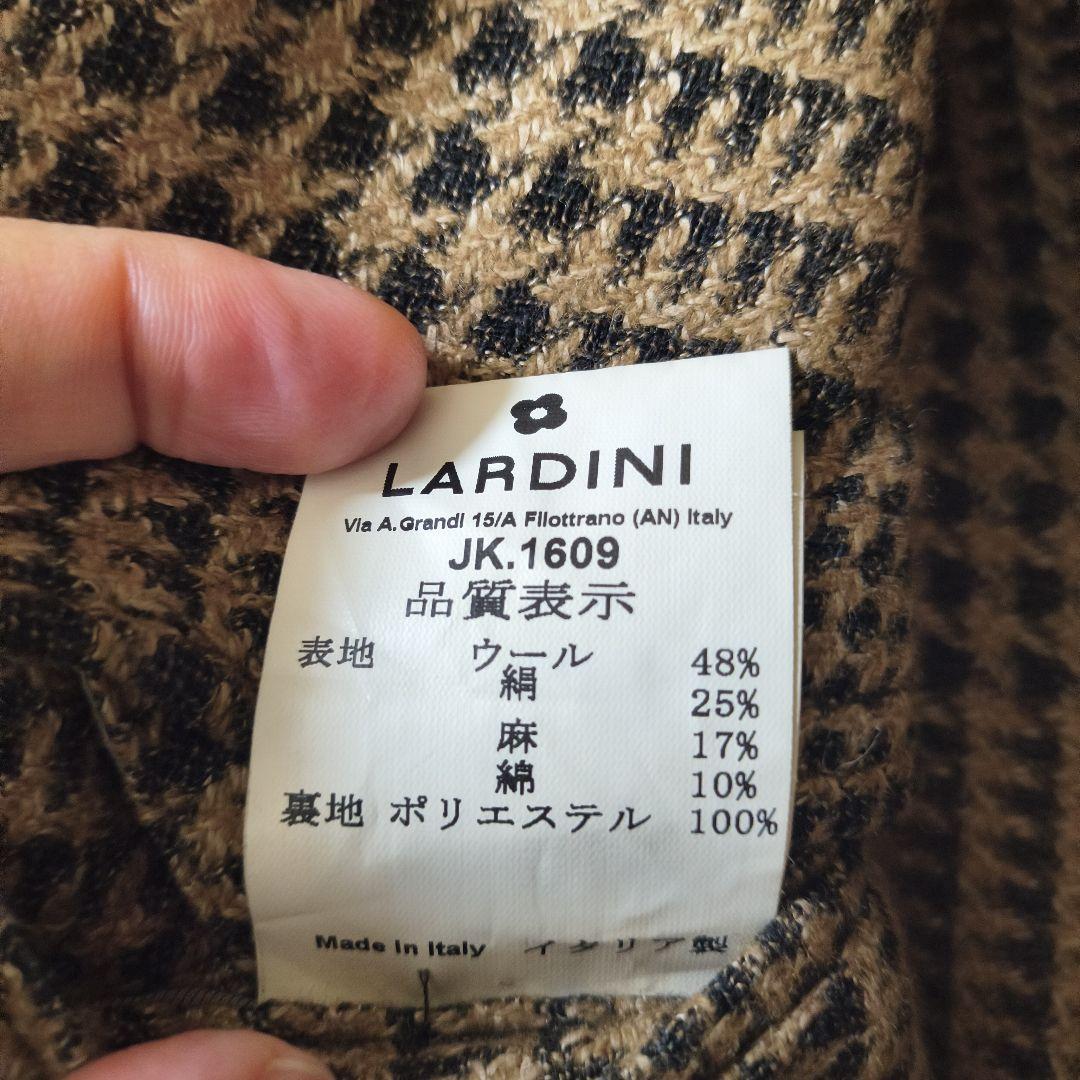 LARDINI
Via A.Grandi 15/A Filottrano (AN) Italy
JK.1609
品質表示
表地 ウール 48%
絹 25%
麻 17%
綿 10%
裏地 ポリエステル 100%
Made in Italy イタリア製